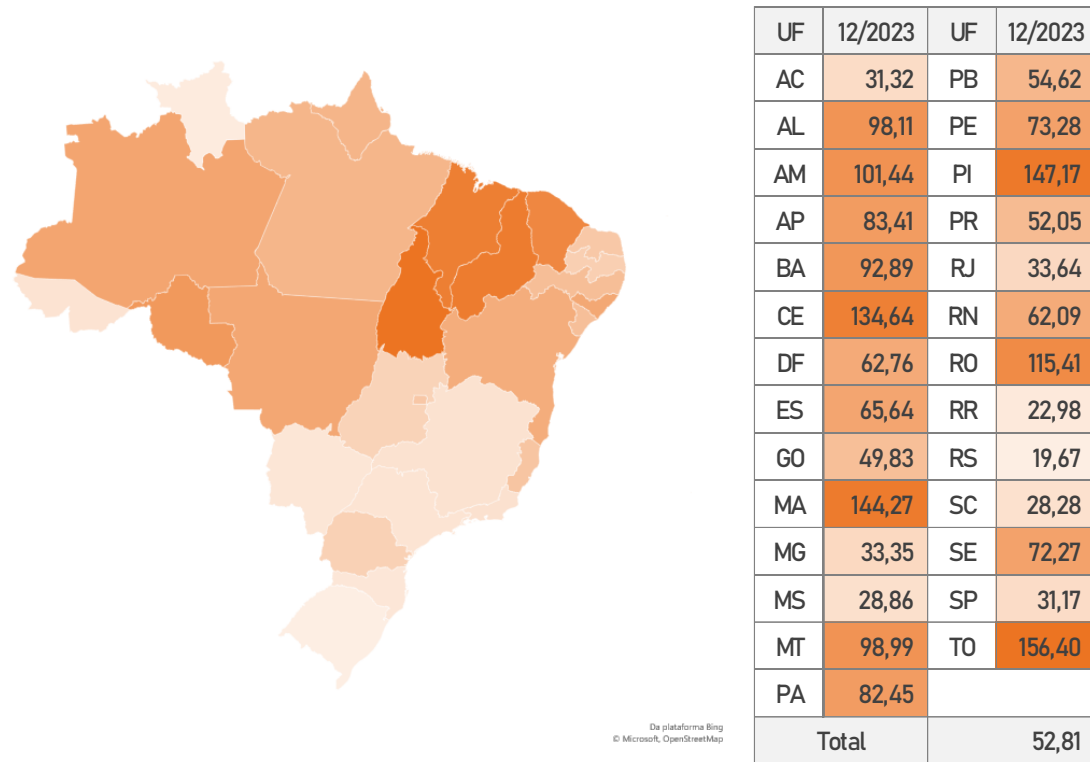 UF 12/2023 UF 12/2023
AC 31,32 PB 54,62
AL 98,11 PE 73,28
AM 101,44 PI 147,17
AP 83,41 PR 52,05
BA 92,89 RJ 33,64
CE 134,64 RN 62,09
DF 62,76 RO 115,41
ES 65,64 RR 22,98
GO 49,83 RS 19,67
MA 144,27 SC 28,28
MG 33,35 SE 72,27
MS 28,86 SP 31,17
MT 98,99 TO 156,40
PA 82,45
Total 52,81
Da plataforma Bing
© Microsoft, OpenStreetMap